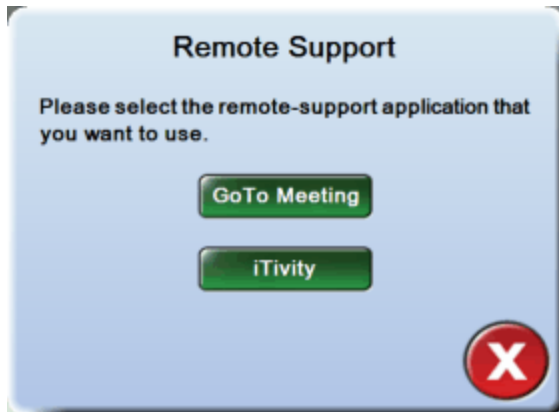 Remote Support
Please select the remote-support application that
you want to use.
GoTo Meeting
iTivity
X